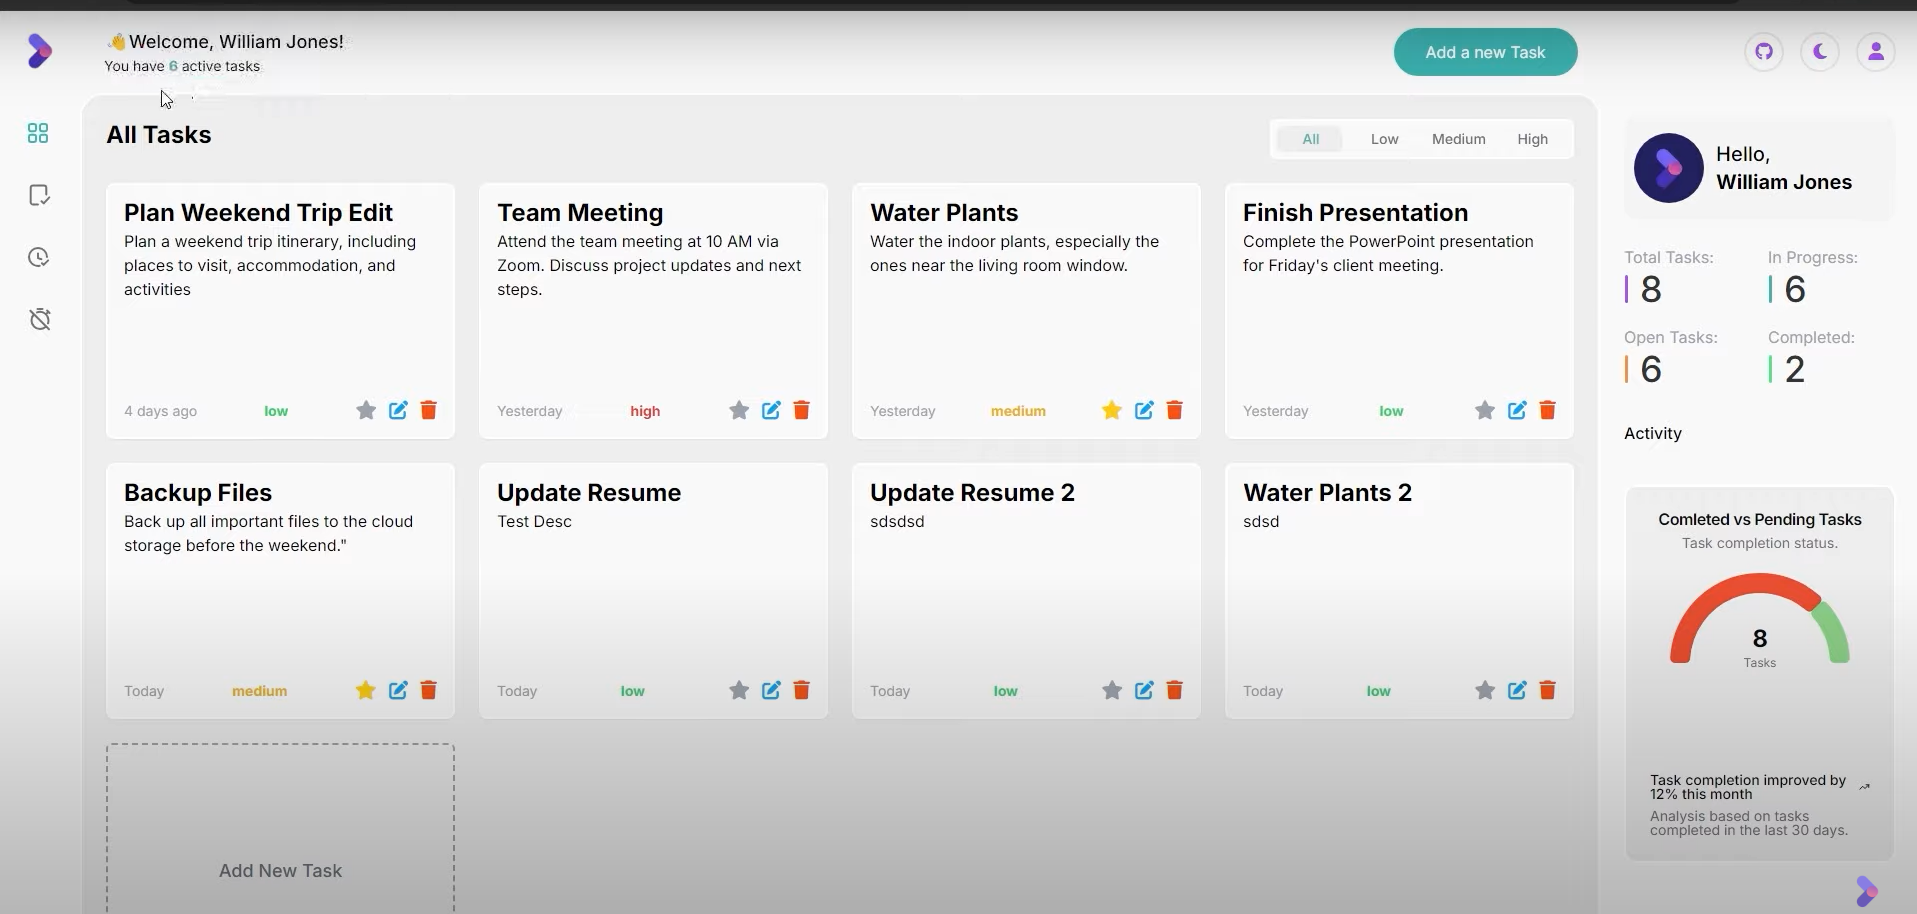 👋Welcome, William Jones!
You have 6 active tasks
Add a new Task
All Tasks
All
Low
Medium
High
Plan Weekend Trip Edit
Plan a weekend trip itinerary, including
places to visit, accommodation, and
activities
4 days ago
low
Team Meeting
Attend the team meeting at 10 AM via
Zoom. Discuss project updates and next
steps.
Yesterday
high
Water Plants
Water the indoor plants, especially the
ones near the living room window.
Yesterday
medium
Finish Presentation
Complete the PowerPoint presentation
for Friday's client meeting.
Yesterday
low
Backup Files
Back up all important files to the cloud
storage before the weekend."
Today
medium
Update Resume
Test Desc
Today
low
Update Resume 2
sdsdsd
Today
low
Water Plants 2
sdsd
Today
low
Add New Task
Hello,
William Jones
Total Tasks:
8
In Progress:
6
Open Tasks:
6
Completed:
2
Activity
Comleted vs Pending Tasks
Task completion status.
8
Tasks
Task completion improved by
12% this month
Analysis based on tasks
completed in the last 30 days.